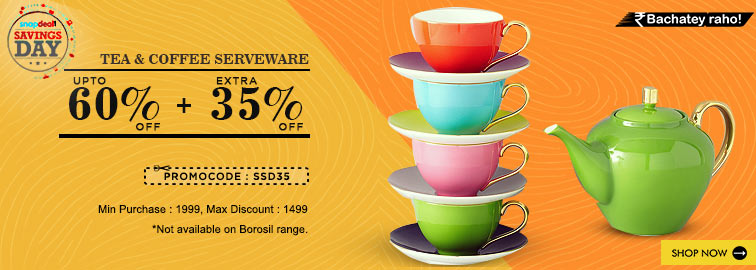 snapdeal
SAVINGS
DAY
₹ Bachatey raho!
TEA & COFFEE SERVEWARE
UPTO
60% OFF
+
EXTRA
35% OFF
PROMOCODE : SSD35
Min Purchase : 1999, Max Discount : 1499
*Not available on Borosil range.
SHOP NOW